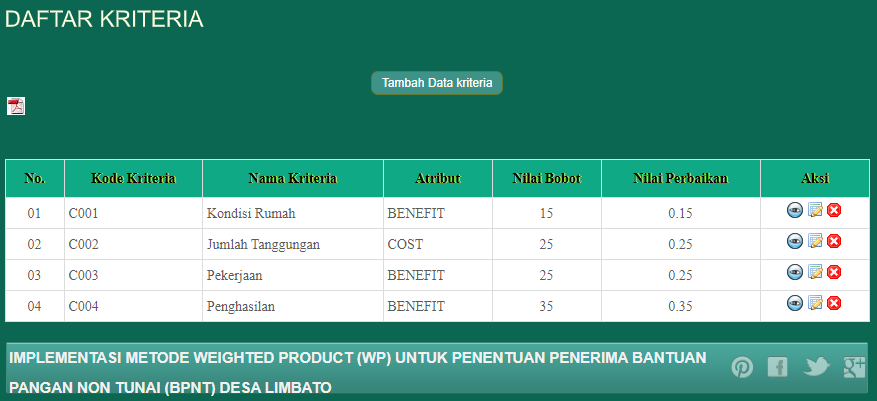 DAFTAR KRITERIA
Tambah Data kriteria
No. Kode Kriteria Nama Kriteria Atribut Nilai Bobot Nilai Perbaikan Aksi
01 C001 Kondisi Rumah BENEFIT 15 0.15
02 C002 Jumlah Tanggungan COST 25 0.25
03 C003 Pekerjaan BENEFIT 25 0.25
04 C004 Penghasilan BENEFIT 35 0.35
IMPLEMENTASI METODE WEIGHTED PRODUCT (WP) UNTUK PENENTUAN PENERIMA BANTUAN
PANGAN NON TUNAI (BPNT) DESA LIMBATO